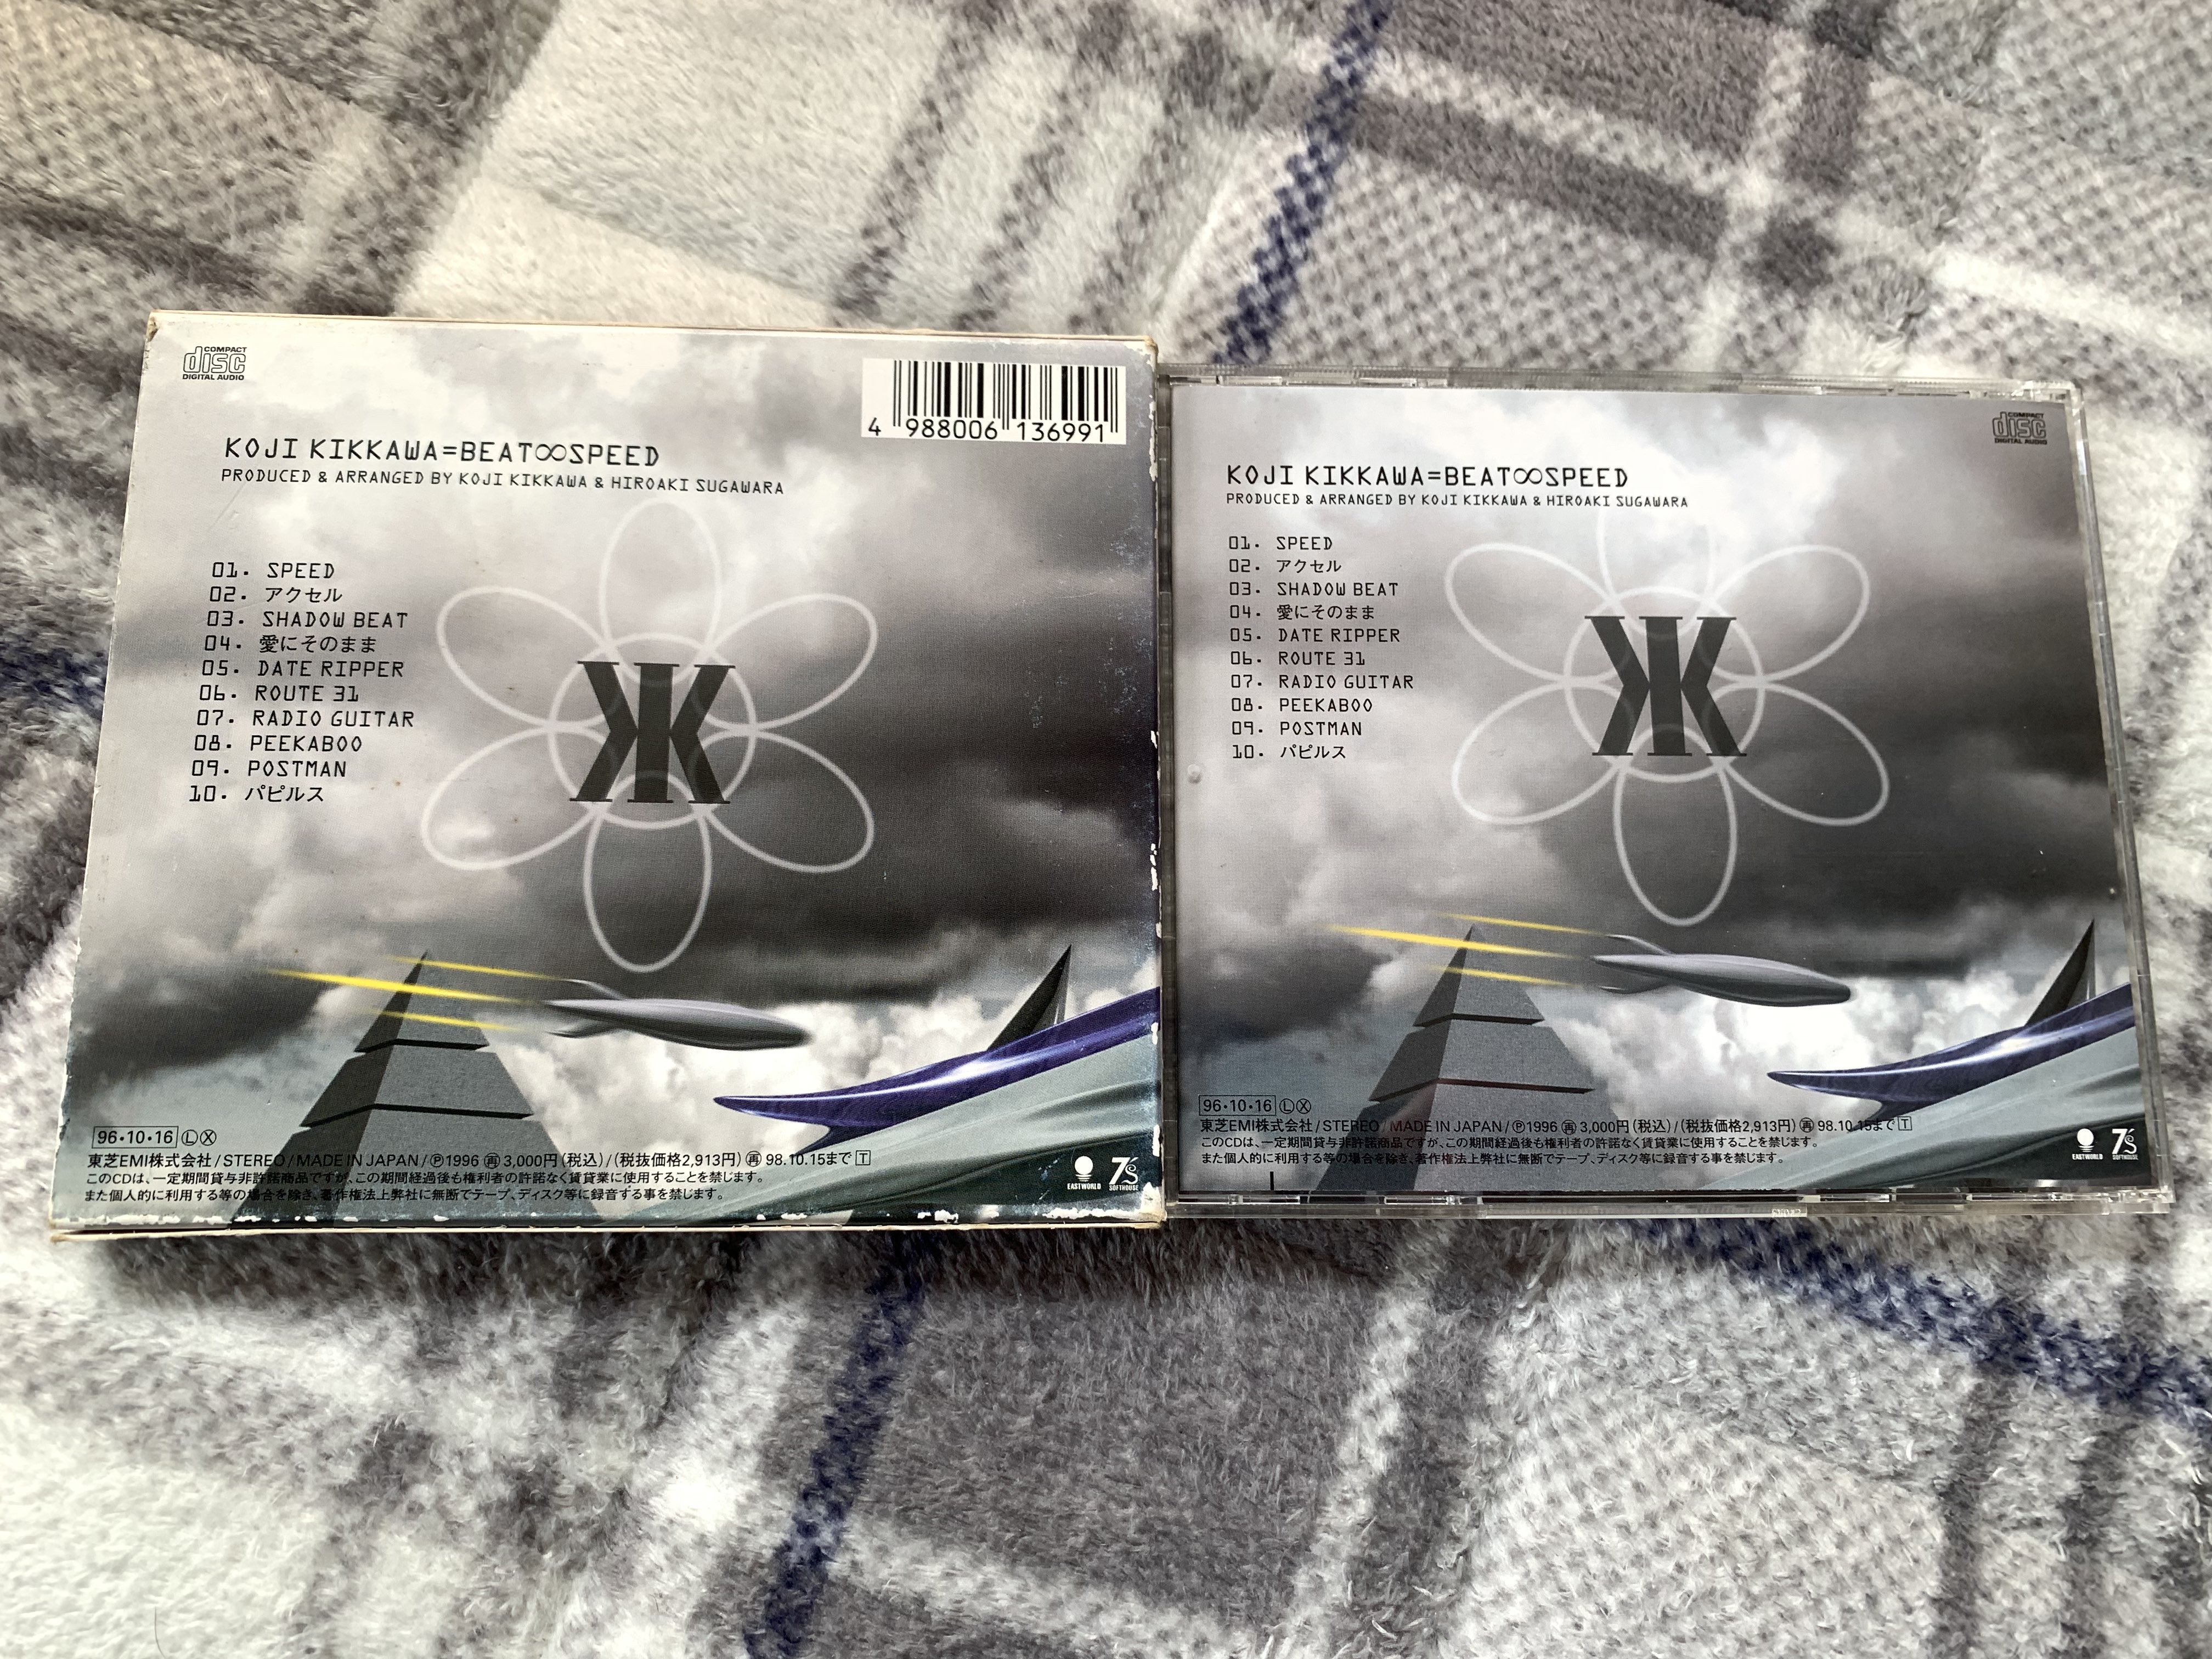 COMPACT
disc
DIGITAL AUDIO
4 988006 136991
KOJI KIKKAWA=BEAT∞SPEED
PRODUCED & ARRANGED BY KOJI KIKKAWA & HIROAKI SUGAWARA
01. SPEED
02. アクセル
03. SHADOW BEAT
04. 愛にそのまま
05. DATE RIPPER
06. ROUTE 31
07. RADIO GUITAR
08. PEEKABOO
09. POSTMAN
10. パピルス
KK
96・10・16 Ⓛ Ⓧ
東芝EMI株式会社/STEREO/MADE IN JAPAN/Ⓟ1996 ㊐ 3,000円(税込)/(税抜価格2,913円) 98.10.15まで T
このCDは、一定期間貸与非許諾商品ですが、この期間経過後も権利者の許諾なく賃貸業に使用することを禁じます。
また個人的に利用する等の場合を除き、著作権法上弊社に無断でテープ、ディスク等に録音する事を禁じます。
EASTWORLD
7's
SOFTHOUSE
COMPACT
disc
DIGITAL AUDIO
KOJI KIKKAWA=BEAT∞SPEED
PRODUCED & ARRANGED BY KOJI KIKKAWA & HIROAKI SUGAWARA
01. SPEED
02. アクセル
03. SHADOW BEAT
04. 愛にそのまま
05. DATE RIPPER
06. ROUTE 31
07. RADIO GUITAR
08. PEEKABOO
09. POSTMAN
10. パピルス
KK
96・10・16 Ⓛ Ⓧ
東芝EMI株式会社/STEREO/MADE IN JAPAN/Ⓟ1996 再 3,000円(税込)/(税抜価格2,913円) 再 98.10.15まで T
このCDは、一定期間貸与非許諾商品ですが、この期間経過後も権利者の許諾なく賃貸業に使用することを禁じます。
また個人的に利用する等の場合を除き、著作権法上弊社に無断でテープ、ディスク等に録音する事を禁じます。
EASTWORLD
7's
SOFTHOUSE